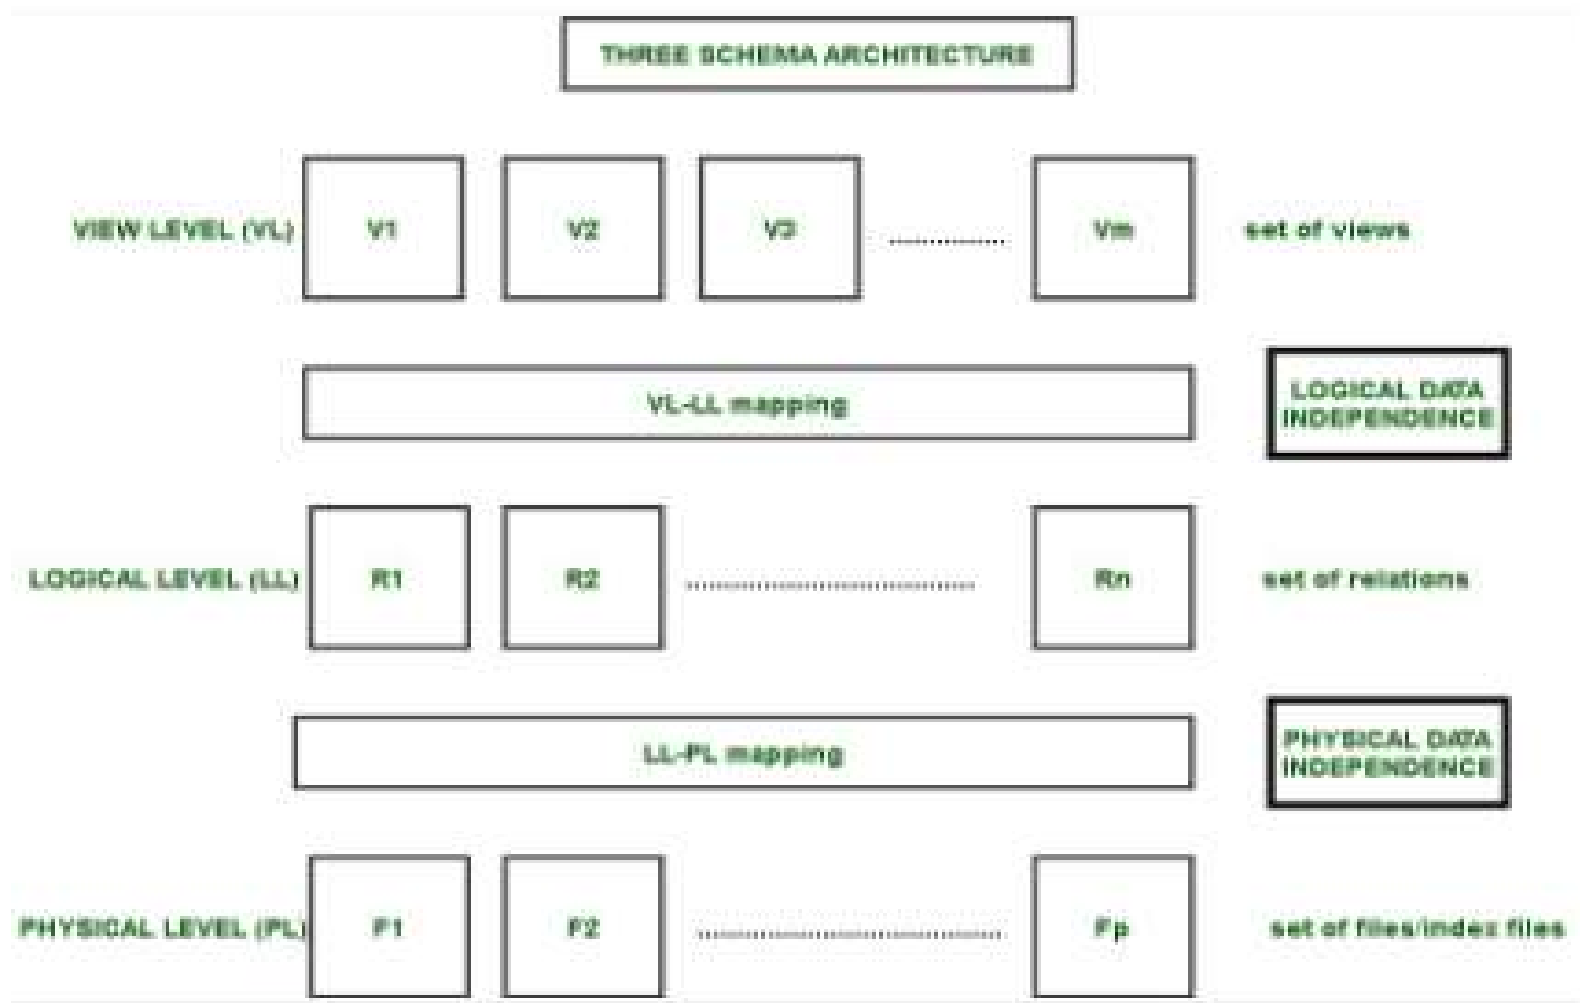 THREE SCHEMA ARCHITECTURE
VIEW LEVEL (VL)
V1
V2
V3
..........
Vm
set of views
VL-LL mapping
LOGICAL DATA
INDEPENDENCE
LOGICAL LEVEL (LL)
R1
R2
..........
Rn
set of relations
LL-PL mapping
PHYSICAL DATA
INDEPENDENCE
PHYSICAL LEVEL (PL)
F1
F2
..........
Fp
set of files/index files